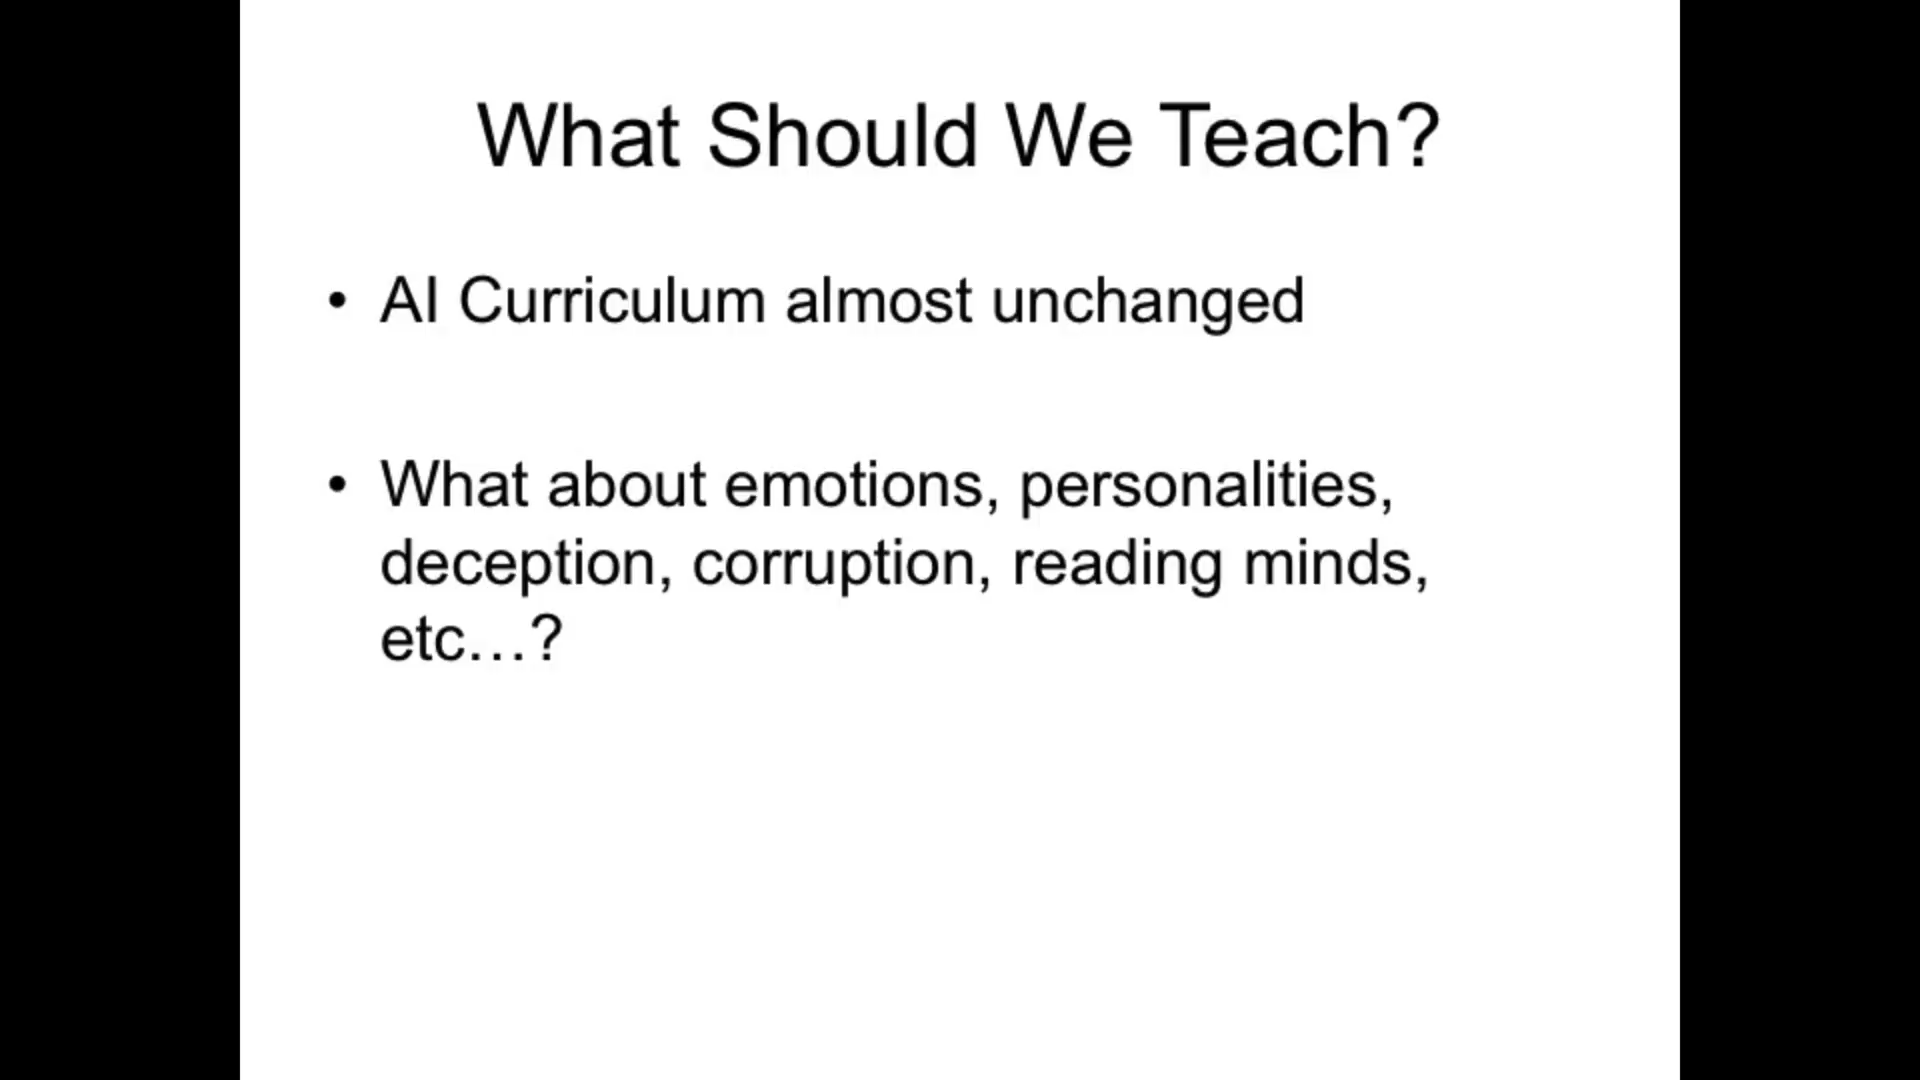 What Should We Teach?
• AI Curriculum almost unchanged
• What about emotions, personalities,
deception, corruption, reading minds,
etc…?